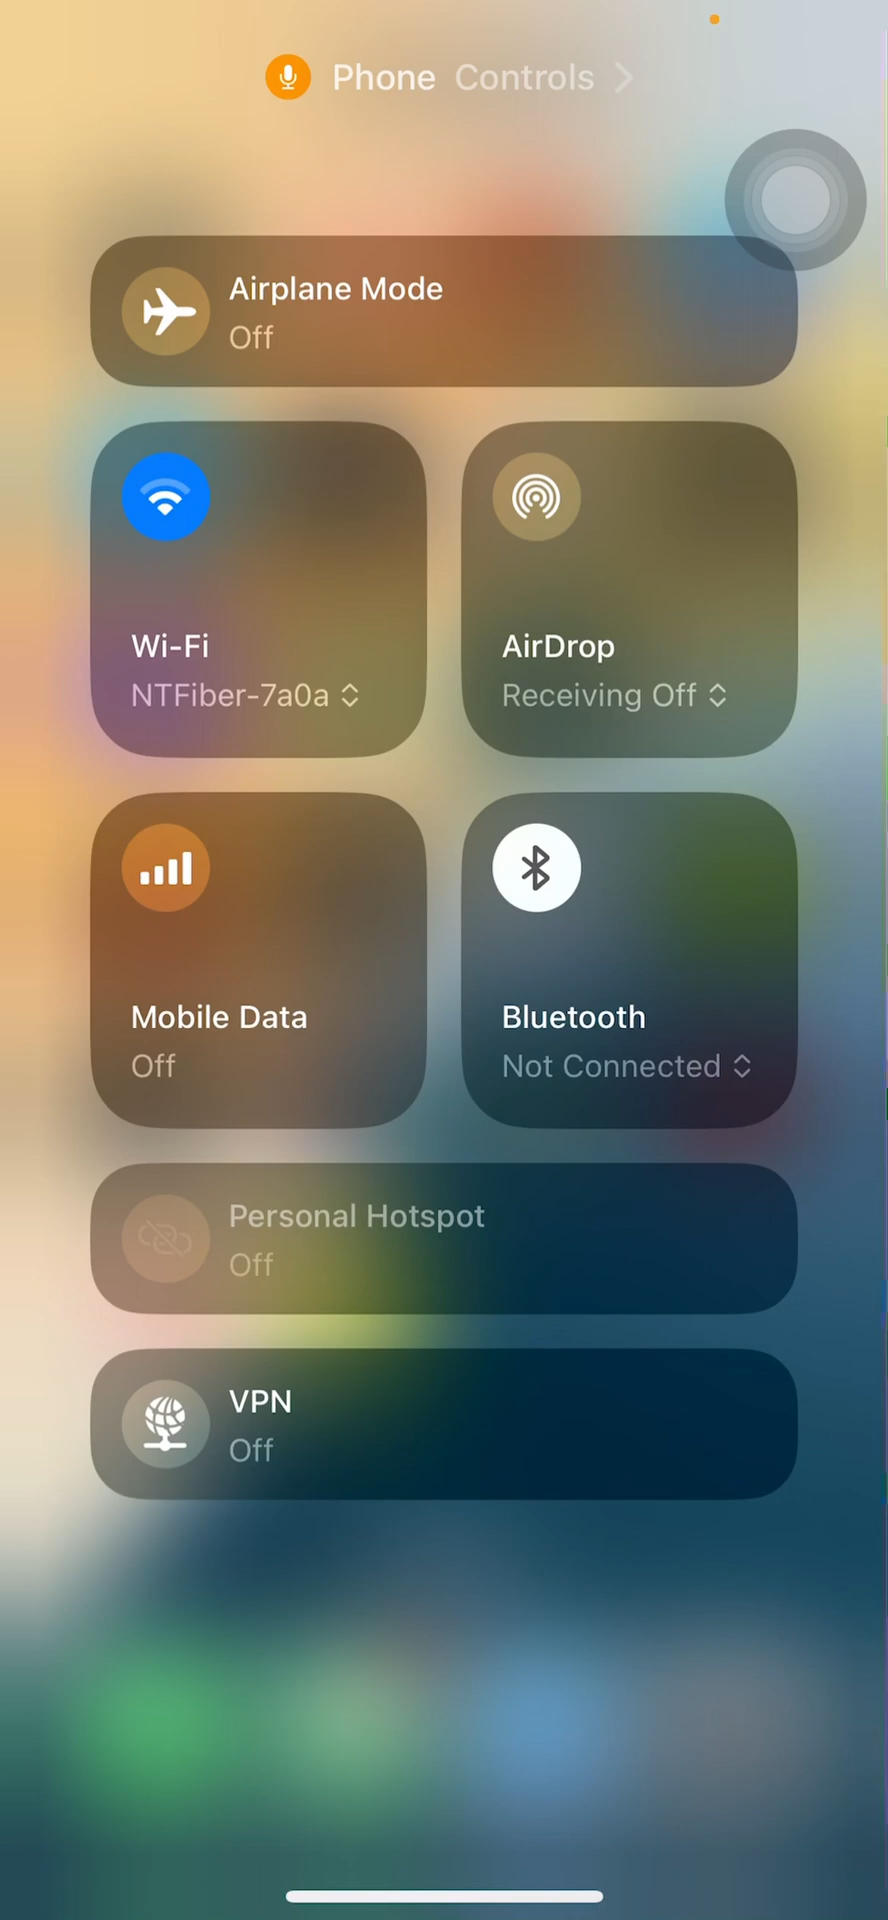 Phone Controls
Airplane Mode
Off
Wi-Fi
NTFiber-7a0a
AirDrop
Receiving Off
Mobile Data
Off
Bluetooth
Not Connected
Personal Hotspot
Off
VPN
Off